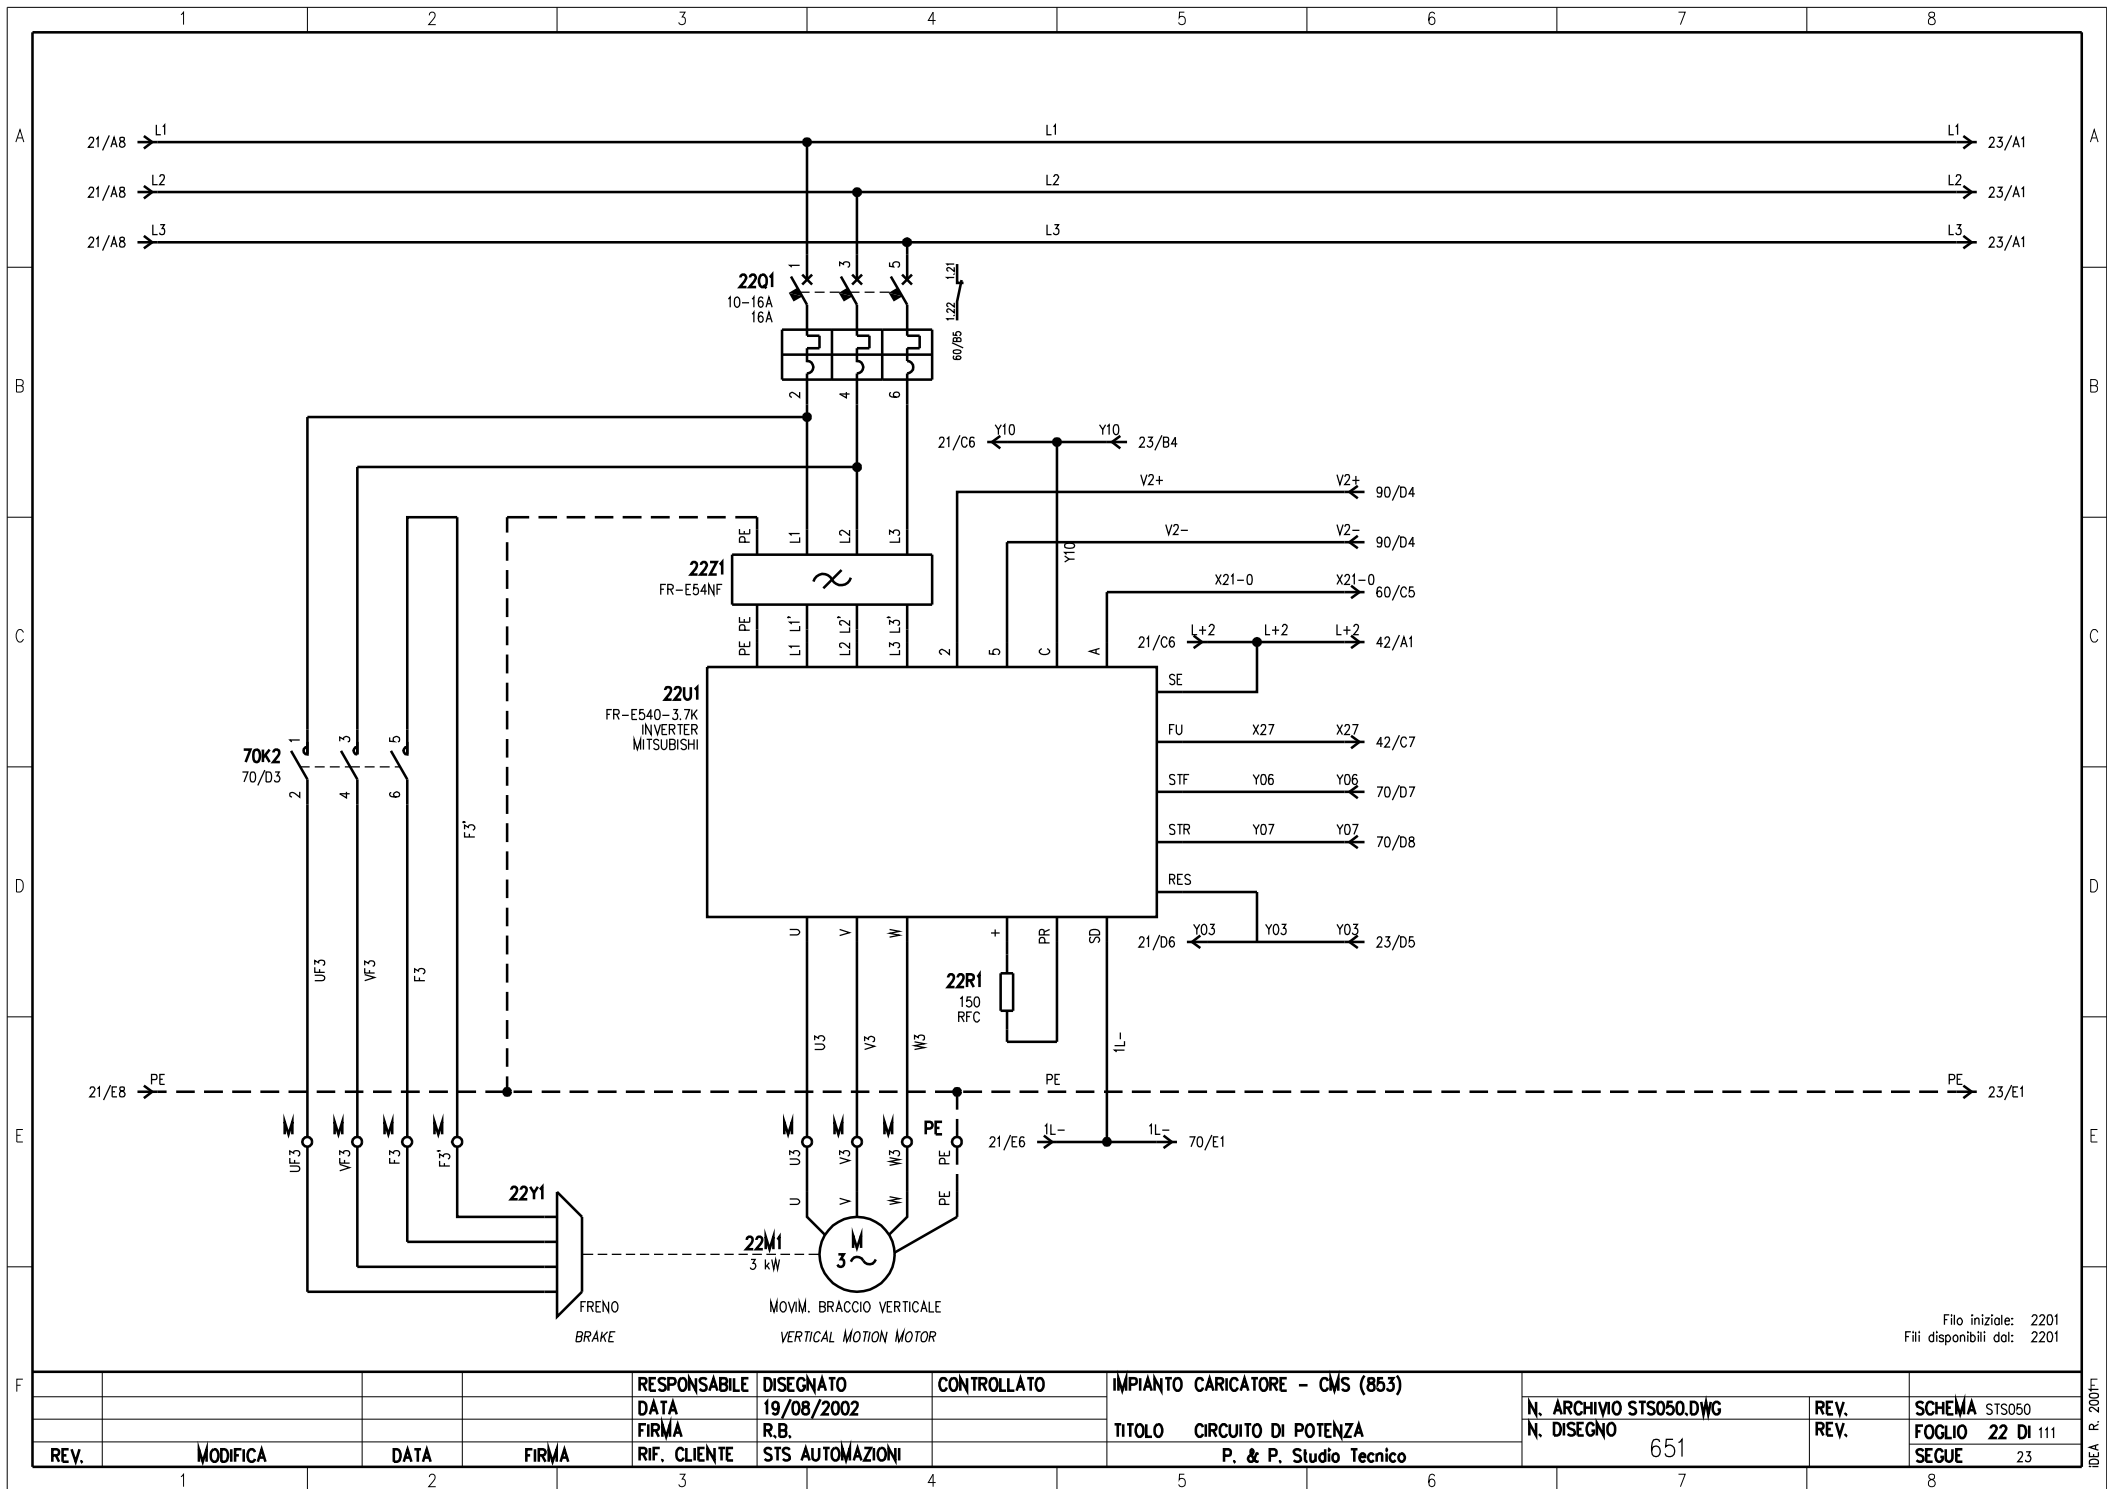 1 2 3 4 5 6 7 8
A A
21/A8 L1 L1 L1 23/A1
21/A8 L2 L2 L2 23/A1
21/A8 L3 L3 L3 23/A1
22Q1 1 3 5 1.21
10-16A
16A 1.22
60/B5
B B
2 4 6
21/C6 Y10 Y10 23/B4
V2+ V2+ 90/D4
PE L1 L2 L3 V2- V2- 90/D4
Y10
22Z1
FR-E54NF
X21-0 X21-0 60/C5
PE L1' L2' L3'
C C
21/C6 L+2 L+2 L+2 42/A1
PE L1 L2 L3 2 5 C A
SE
22U1
FR-E540-3.7K
INVERTER
MITSUBISHI
FU X27 X27 42/C7
70K2 1 3 5
70/D3
2 4 6
STF Y06 Y06 70/D7
F3'
STR Y07 Y07 70/D8
D D
RES
U V W + PR SD
21/D6 Y03 Y03 Y03 23/D5
UF3 VF3 F3
22R1
150
RFC
U3 V3 W3 1L-
21/E8 PE PE PE 23/E1
E E
M M M M M M M PE
UF3 VF3 F3 F3' U3 V3 W3 PE
21/E6 1L- 1L- 70/E1
22Y1 U V W PE
22M1
3 kW
M
3
FRENO
BRAKE
MOVIM. BRACCIO VERTICALE
VERTICAL MOTION MOTOR
Filo iniziale: 2201
Fili disponibili dal: 2201
F F
RESPONSABILE DISEGNATO CONTROLLATO IMPIANTO CARICATORE - CMS (853)
DATA 19/08/2002 N. ARCHIVIO STS050.DWG REV. SCHEMA STS050
FIRMA R.B. TITOLO CIRCUITO DI POTENZA N. DISEGNO 651 REV. FOGLIO 22 DI 111
REV. MODIFICA DATA FIRMA RIF. CLIENTE STS AUTOMAZIONI P. & P. Studio Tecnico SEGUE 23
iDEA R. 2001
1 2 3 4 5 6 7 8